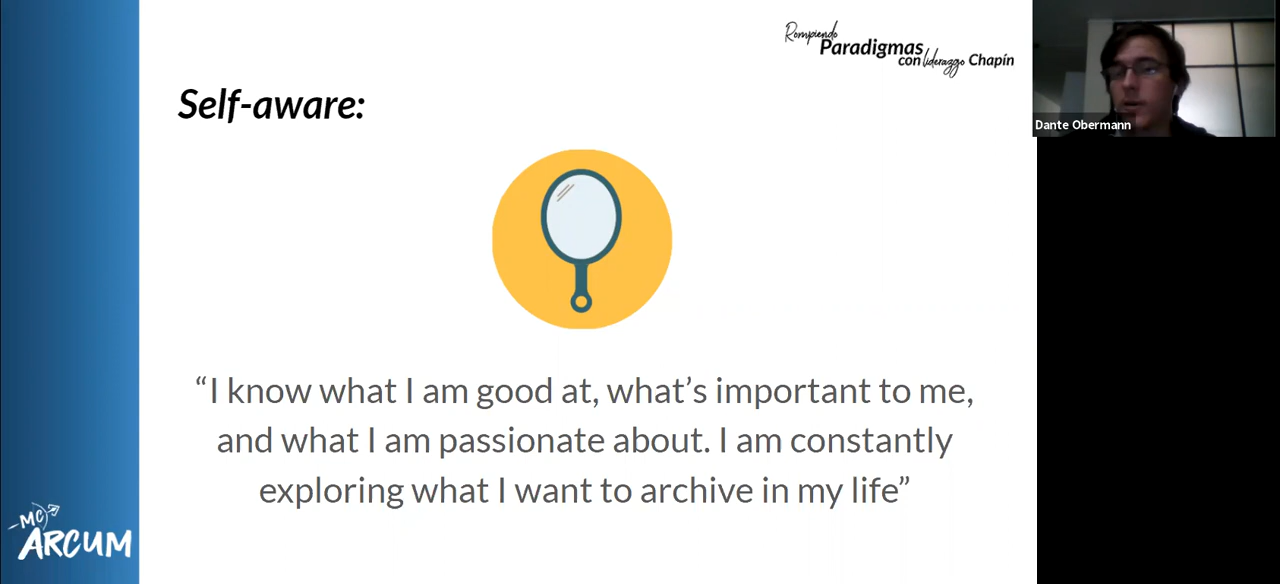 Rompiendo
Paradigmas
con liderazgo Chapín
Dante Obermann
Self-aware:
“I know what I am good at, what’s important to me,
and what I am passionate about. I am constantly
exploring what I want to archive in my life”
MC
ARCUM